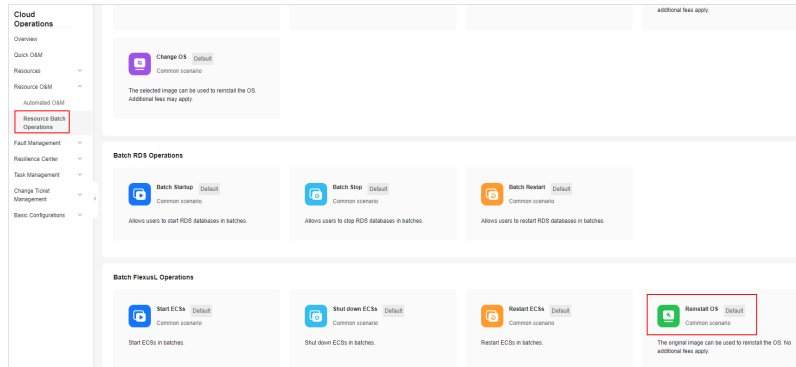 Cloud
Operations
Overview
Quick O&M
Resources
Resource O&M
Automated O&M
Resource Batch
Operations
Fault Management
Resilience Center
Task Management
Change Ticket
Management
Basic Configurations
additional fees apply.
Change OS Default
Common scenario
The selected image can be used to reinstall the OS.
Additional fees may apply.
Batch RDS Operations
Batch Startup Default
Common scenario
Allows users to start RDS databases in batches.
Batch Stop Default
Common scenario
Allows users to stop RDS databases in batches.
Batch Restart Default
Common scenario
Allows users to restart RDS databases in batches.
Batch FlexusL Operations
Start ECSs Default
Common scenario
Start ECSs in batches.
Shut down ECSs Default
Common scenario
Shut down ECSs in batches.
Restart ECSs Default
Common scenario
Restart ECSs in batches.
Reinstall OS Default
Common scenario
The original image can be used to reinstall the OS. No
additional fees apply.